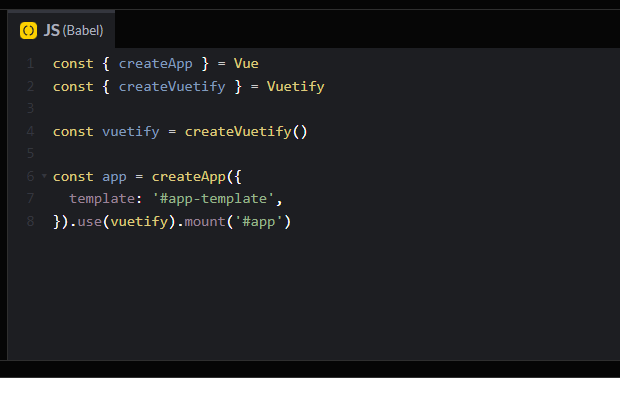 JS (Babel)
1 const { createApp } = Vue
2 const { createVuetify } = Vuetify
3
4 const vuetify = createVuetify()
5
6 const app = createApp({
7   template: '#app-template',
8 }).use(vuetify).mount('#app')